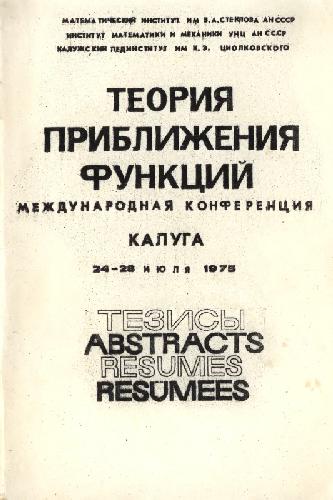 МАТЕМАТИЧЕСКИЙ ИНСТИТУТ ИМ В.А.СТЕКЛОВА АН СССР
ИНСТИТУТ МАТЕМАТИКИ И МЕХАНИКИ УНЦ АН СССР
КАЛУЖСКИЙ ПЕДИНСТИТУТ ИМ К. Э. ЦИОЛКОВСКОГО
ТЕОРИЯ
ПРИБЛИЖЕНИЯ
ФУНКЦИЙ
МЕЖДУНАРОДНАЯ КОНФЕРЕНЦИЯ
КАЛУГА
24-28 ИЮЛЯ 1975
ТЕЗИСЫ
ABSTRACTS
RESUMES
RESÜMEES